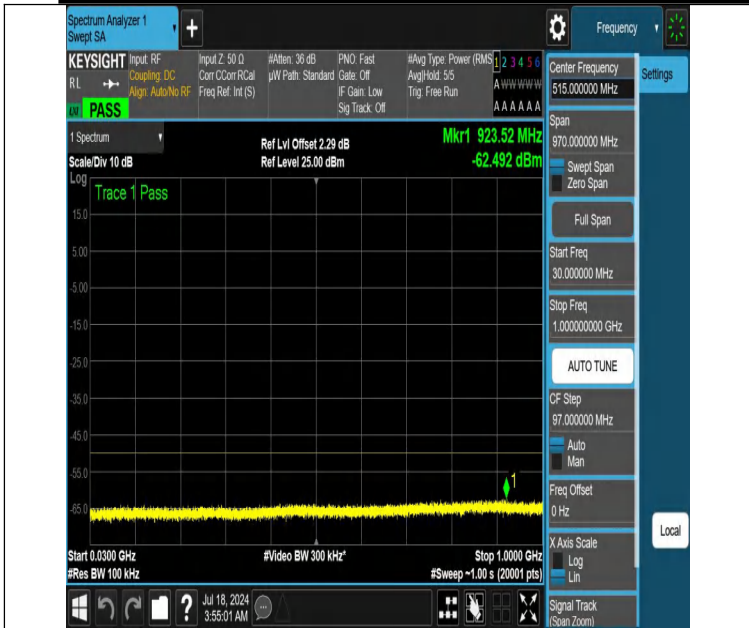 Spectrum Analyzer 1
Swept SA
+
Frequency
KEYSIGHT
RL
LXI PASS
Input: RF
Coupling: DC
Align: Auto/No RF
Input Z: 50 Ω
Corr CCorr RCal
Freq Ref: Int (S)
#Atten: 36 dB
µW Path: Standard
PNO: Fast
Gate: Off
IF Gain: Low
Sig Track: Off
#Avg Type: Power (RMS
Avg|Hold: 5/5
Trig: Free Run
1 2 3 4 5 6
A W W W W W
A A A A A A
1 Spectrum
Scale/Div 10 dB
Ref Lvl Offset 2.29 dB
Ref Level 25.00 dBm
Mkr1 923.52 MHz
-62.492 dBm
Log
Trace 1 Pass
15.0
5.00
-5.00
-15.0
-25.0
-35.0
-45.0
-55.0
-65.0
1
Start 0.0300 GHz
#Res BW 100 kHz
#Video BW 300 kHz*
Stop 1.0000 GHz
#Sweep ~1.00 s (20001 pts)
Center Frequency
515.000000 MHz
Settings
Span
970.000000 MHz
Swept Span
Zero Span
Full Span
Start Freq
30.000000 MHz
Stop Freq
1.000000000 GHz
AUTO TUNE
CF Step
97.000000 MHz
Auto
Man
Freq Offset
0 Hz
X Axis Scale
Log
Lin
Local
Signal Track
(Span Zoom)
?
Jul 18, 2024
3:55:01 AM